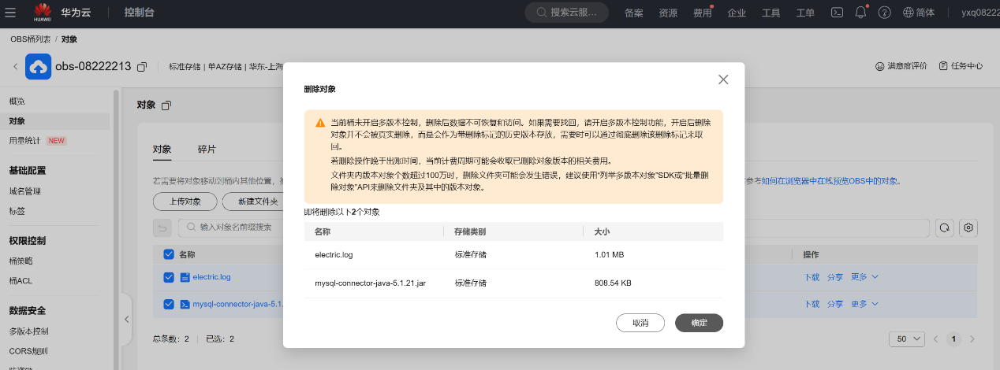 HUAWEI
华为云
控制台
搜索云服...
备案
资源
费用
企业
工具
工单
简体
yxq08222
OBS桶列表 / 对象
obs-08222213
标准存储 | 单AZ存储 | 华东-上海
满意度评价
任务中心
概览
对象
用量统计 NEW
基础配置
域名管理
标签
权限控制
桶策略
桶ACL
数据安全
多版本控制
CORS规则
对象
对象
碎片
若需要将对象移动到桶内其他位置，
参考如何在浏览器中在线预览OBS中的对象。
上传对象
新建文件夹
输入对象名前缀搜索
名称
操作
electric.log
下载 分享 更多
mysql-connector-java-5.1.
下载 分享 更多
总条数：2
已选：2
50
1
删除对象
当前桶未开启多版本控制，删除后数据不可恢复和访问。如果需要找回，请开启多版本控制功能，开启后删除
对象并不会被真实删除，而是会作为带删除标记的历史版本存放，需要时可以通过彻底删除该删除标记来取
回。
若删除操作晚于出账时间，当前计费周期可能会收取已删除对象版本的相关费用。
文件夹内版本对象个数超过100万时，删除文件夹可能会发生错误，建议使用“列举多版本对象”SDK或“批量删
除对象”API来删除文件夹及其中的版本对象。
即将删除以下2个对象
名称 存储类别 大小
electric.log 标准存储 1.01 MB
mysql-connector-java-5.1.21.jar 标准存储 808.54 KB
取消
确定